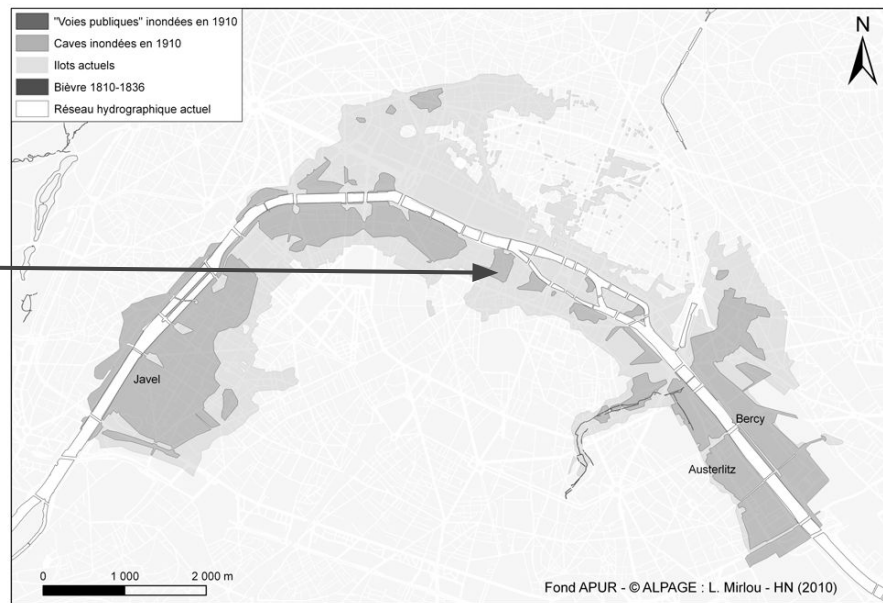 "Voies publiques" inondées en 1910
Caves inondées en 1910
Ilots actuels
Bièvre 1810-1836
Réseau hydrographique actuel
N
Javel
Bercy
Austerlitz
0 1 000 2 000 m
Fond APUR - © ALPAGE : L. Mirlou - HN (2010)